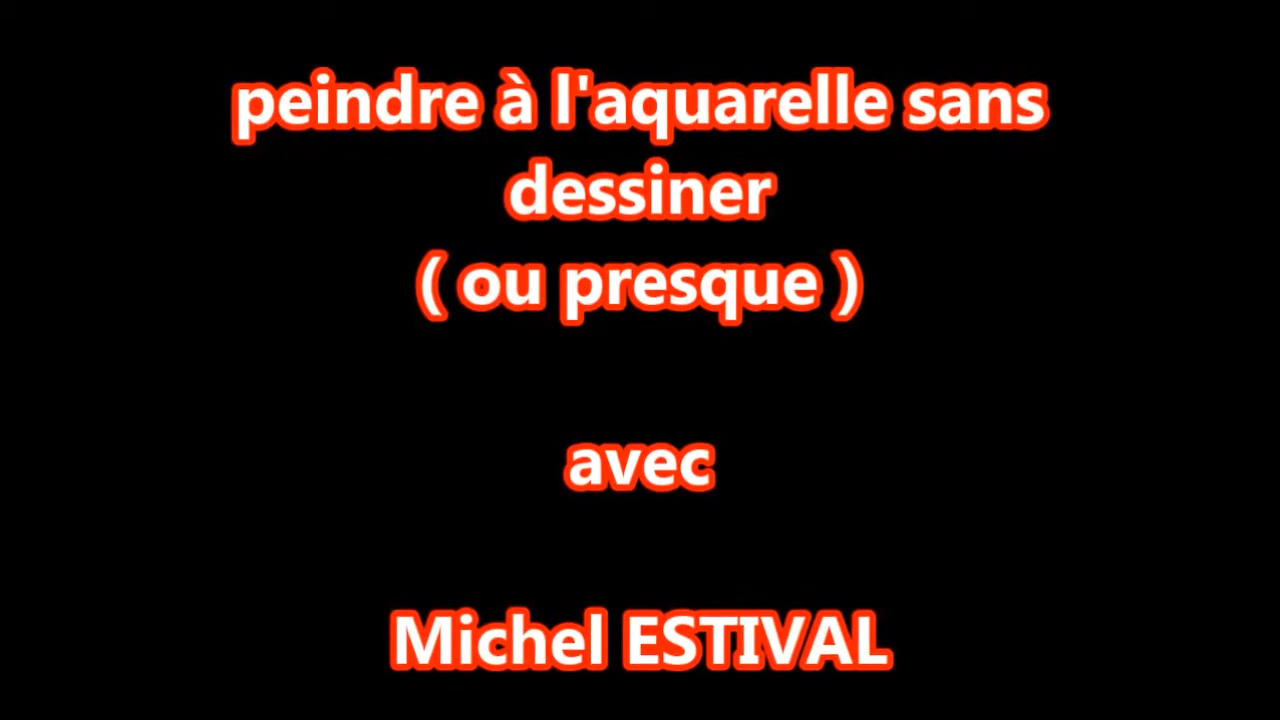 peindre à l'aquarelle sans
dessiner
( ou presque )
avec
Michel ESTIVAL